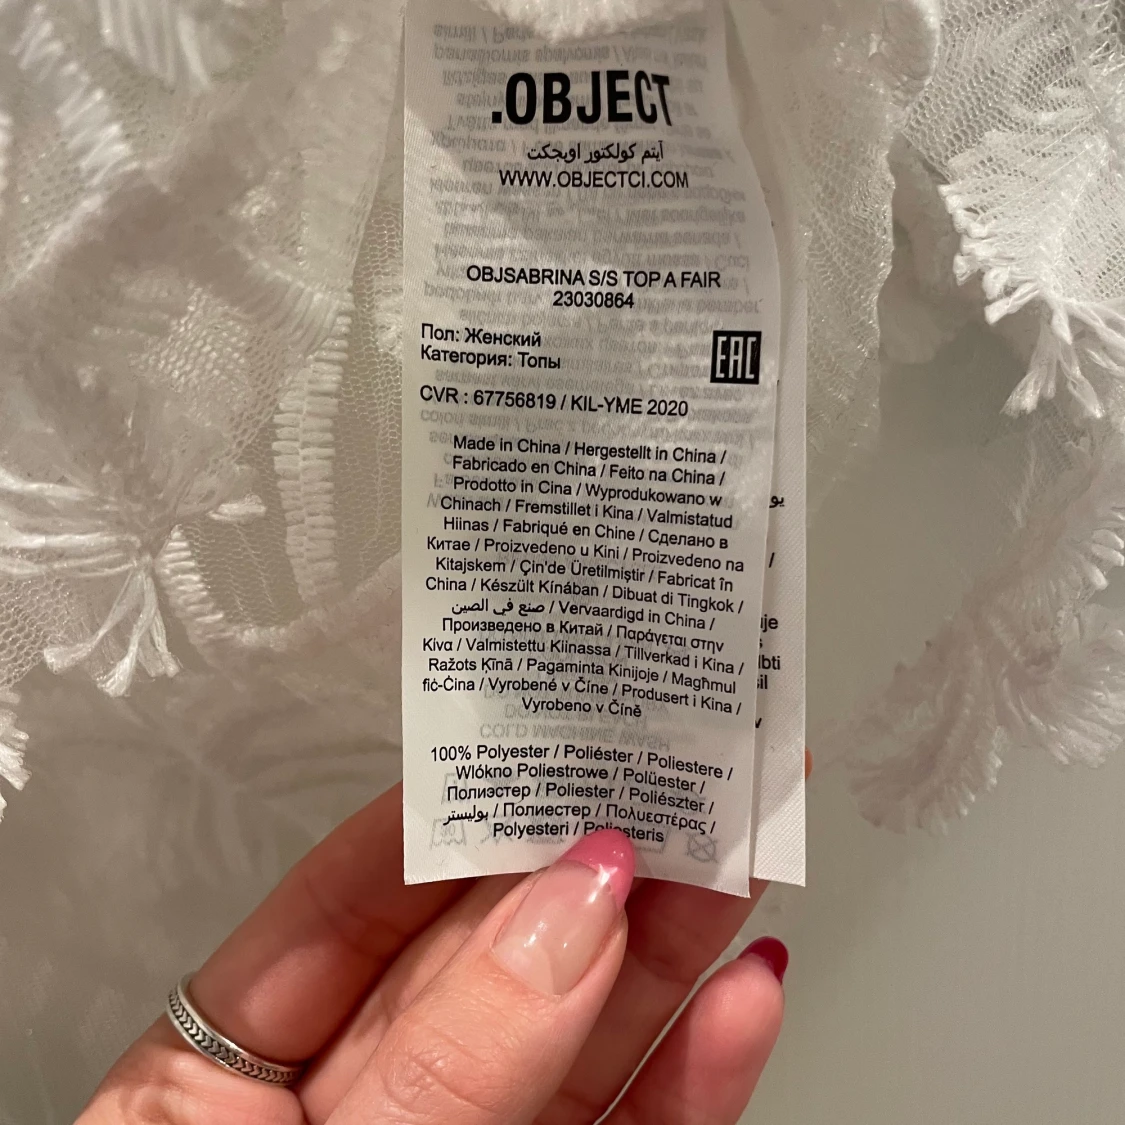 .OBJECT
آيتم كولكتور اوبجكت
WWW.OBJECTCI.COM
OBJSABRINA S/S TOP A FAIR
23030864
Пол: Женский
Категория: Топы
EAC
CVR : 67756819 / KIL-YME 2020
Made in China / Hergestellt in China /
Fabricado en China / Feito na China /
Prodotto in Cina / Wyprodukowano w
Chinach / Fremstillet i Kina / Valmistatud
Hiinas / Fabriqué en Chine / Сделано в
Китае / Proizvedeno u Kini / Proizvedeno na
Kitajskem / Çin'de Üretilmiştir / Fabricat în
China / Készült Kínában / Dibuat di Tingkok /
صنع في الصين / Vervaardigd in China /
Произведено в Китай / Παράγεται στην
Κινα / Valmistettu Kiinassa / Tillverkad i Kina /
Ražots Ķīnā / Pagaminta Kinijoje / Magħmul
fiċ-Ċina / Vyrobené v Číne / Produsert i Kina /
Vyrobeno v Číně
100% Polyester / Poliéster / Poliestere /
Wlókno Poliestrowe / Polüester /
Полиэстер / Poliester / Poliészter /
بوليستر / Полиестер / Πολυεστέρας /
Polyesteri / Poliesteris